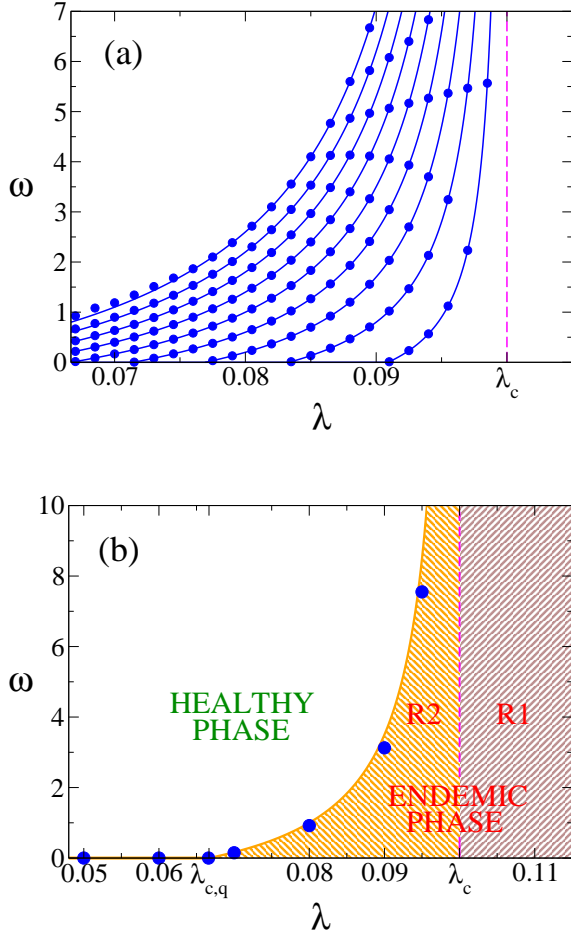 (a)
7
6
5
4
3
2
1
0
ω
0.07 0.08 0.09 λc
λ
(b)
10
8
6
4
2
0
ω
HEALTHY
PHASE
R2 R1
ENDEMIC
PHASE
0.05 0.06 λc,q 0.08 0.09 λc 0.11
λ